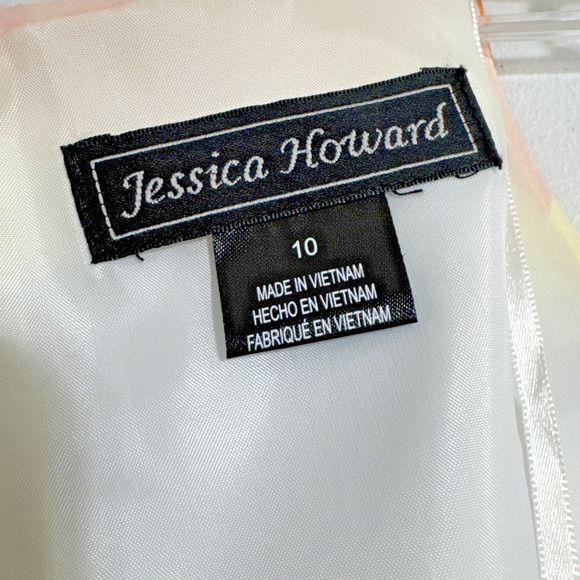 Jessica Howard
10
MADE IN VIETNAM
HECHO EN VIETNAM
FABRIQUÉ EN VIETNAM